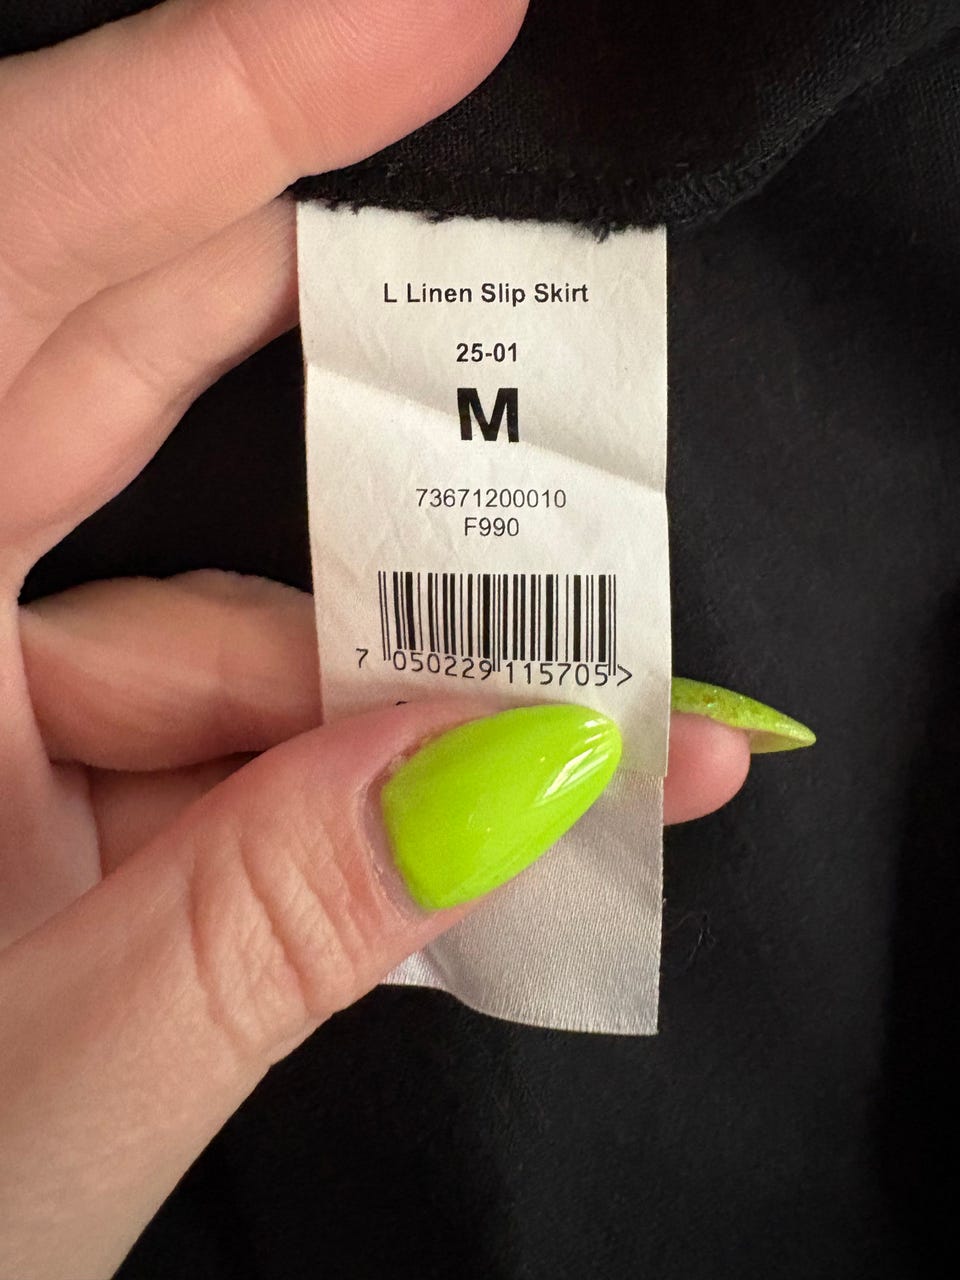 L Linen Slip Skirt
25-01
M
73671200010
F990
7 050229 115705 >